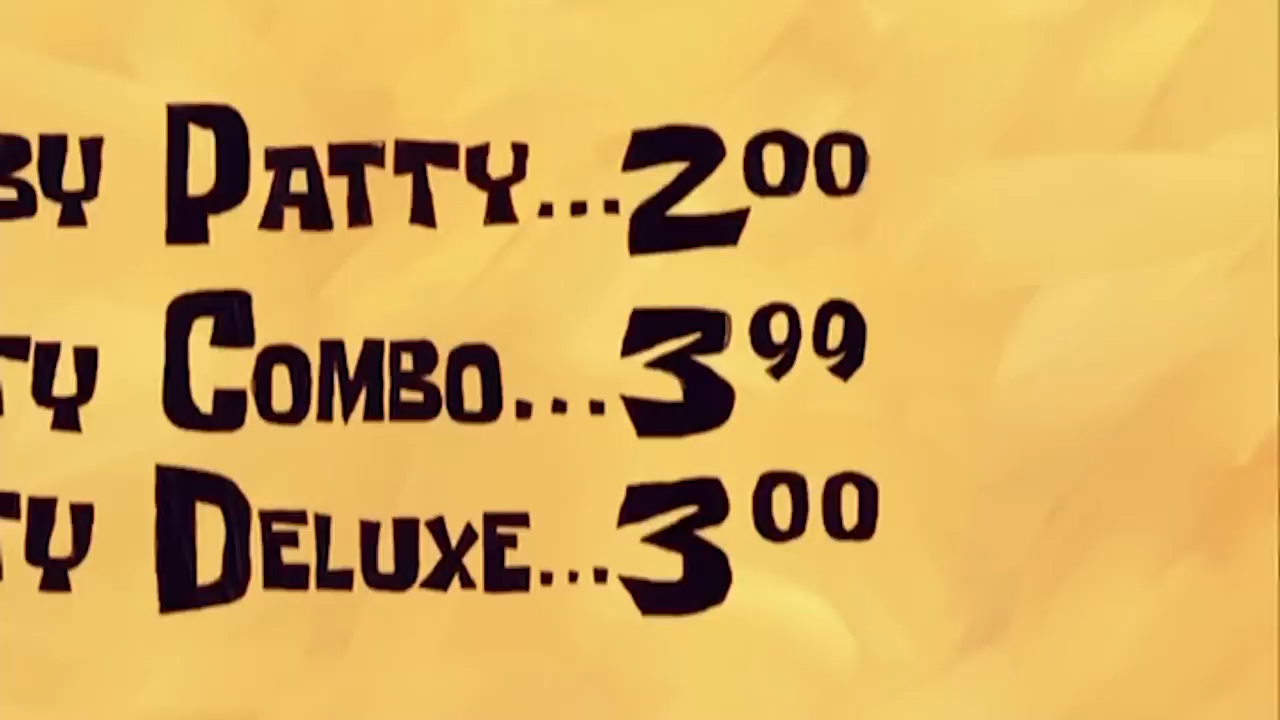 BY PATTY...2⁰⁰
TY COMBO...3⁹⁹
TY DELUXE...3⁰⁰